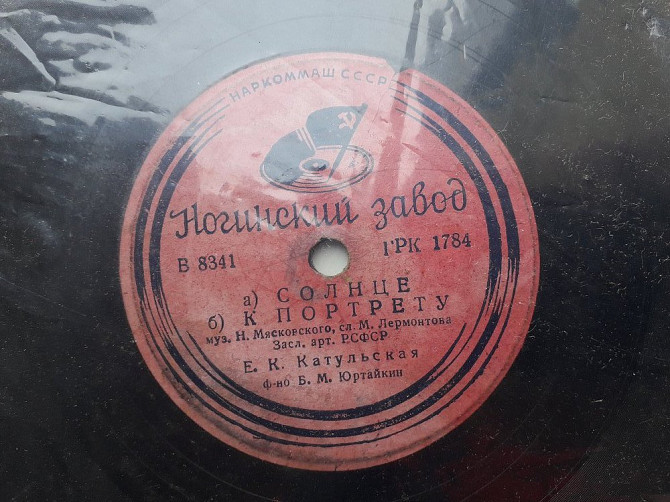 НАРКОММАШ СССР
Ногинский завод
В 8341 ГРК 1784
а) СОЛНЦЕ
б) К ПОРТРЕТУ
муз. Н. Мясковского, сл. М. Лермонтова
Засл. арт. РСФСР
Е. К. Катульская
ф-но Б. М. Юртайкин